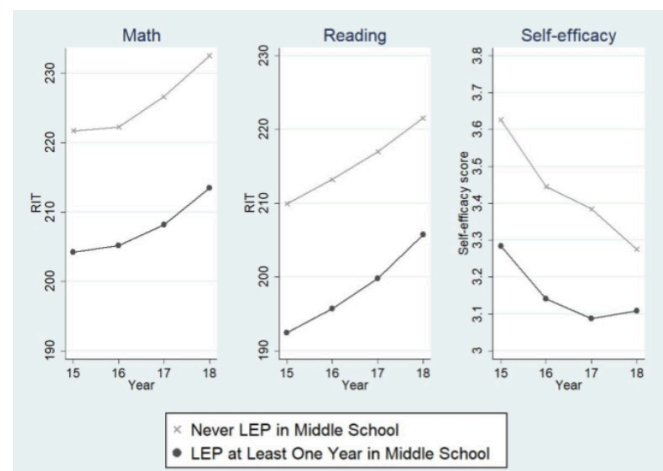 Math
Reading
Self-efficacy
RIT
230
220
210
200
190
15
16
17
18
Year
RIT
230
220
210
200
190
15
16
17
18
Year
Self-efficacy score
3.8
3.7
3.6
3.5
3.4
3.3
3.2
3.1
3
15
16
17
18
Year
Never LEP in Middle School
LEP at Least One Year in Middle School